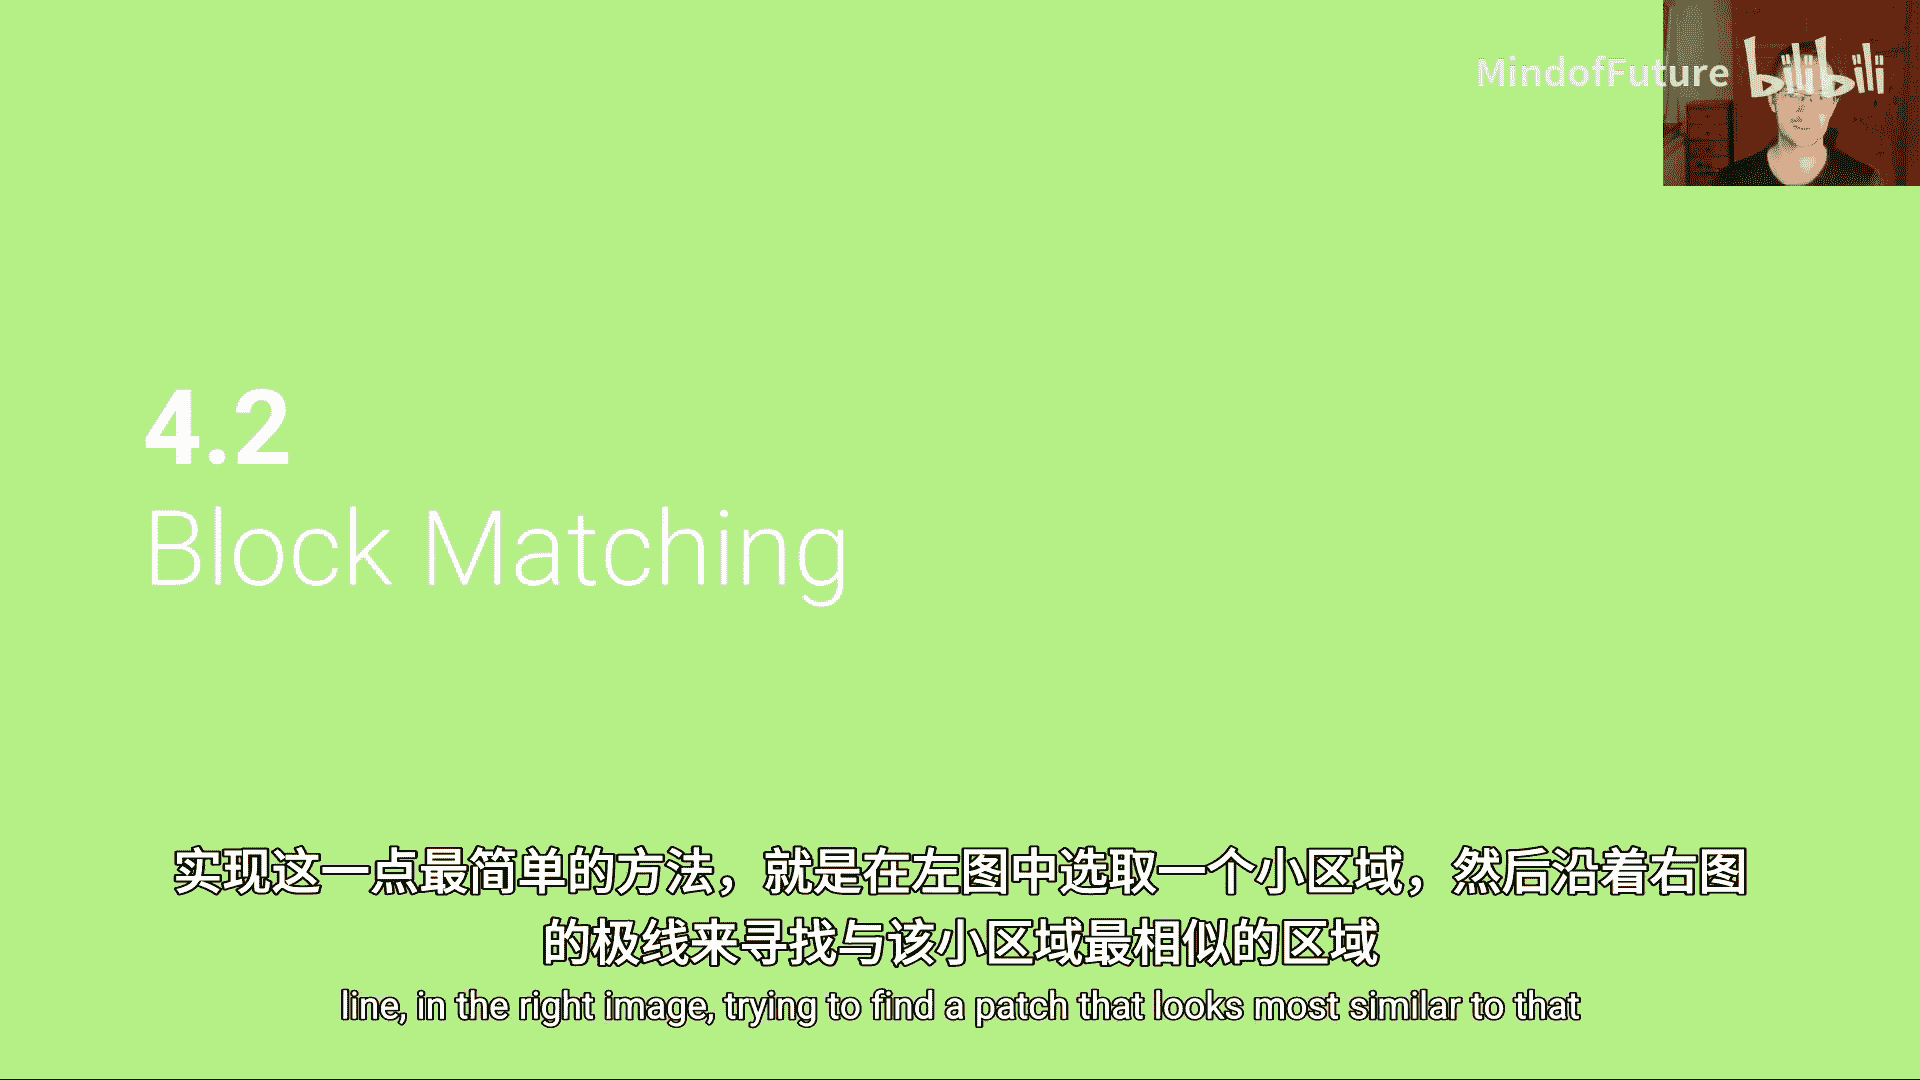 MindofFuture bilibili
4.2
Block Matching
实现这一点最简单的方法，就是在左图中选取一个小区域，然后沿着右图
的极线来寻找与该小区域最相似的区域
line, in the right image, trying to find a patch that looks most similar to that